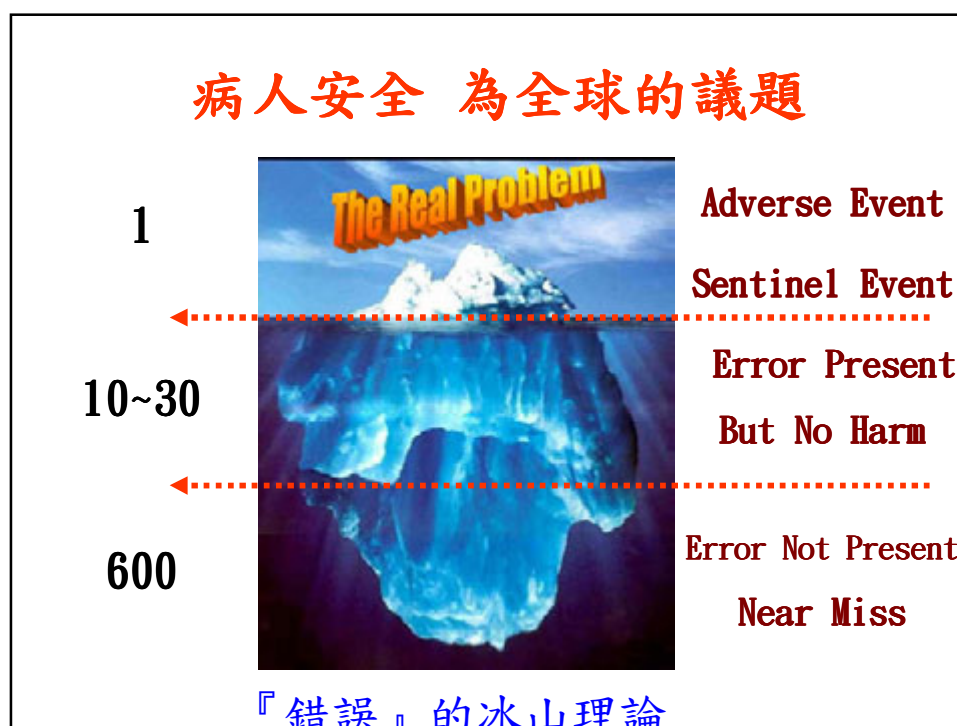 病人安全 為全球的議題
The Real Problem
1
Adverse Event
Sentinel Event
10~30
Error Present
But No Harm
600
Error Not Present
Near Miss
『錯誤』的冰山理論